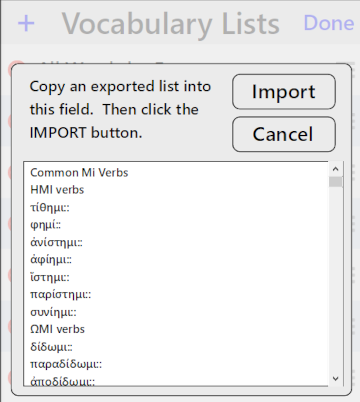 + Vocabulary Lists Done
Copy an exported list into
this field. Then click the
IMPORT button.
Import
Cancel
Common Mi Verbs
HMI verbs
τίθημι::
φημί::
ἀνίστημι::
ἀφίημι::
ἵστημι::
παρίστημι::
συνίημι::
ΩMI verbs
δίδωμι::
παραδίδωμι::
ἀποδίδωμι::